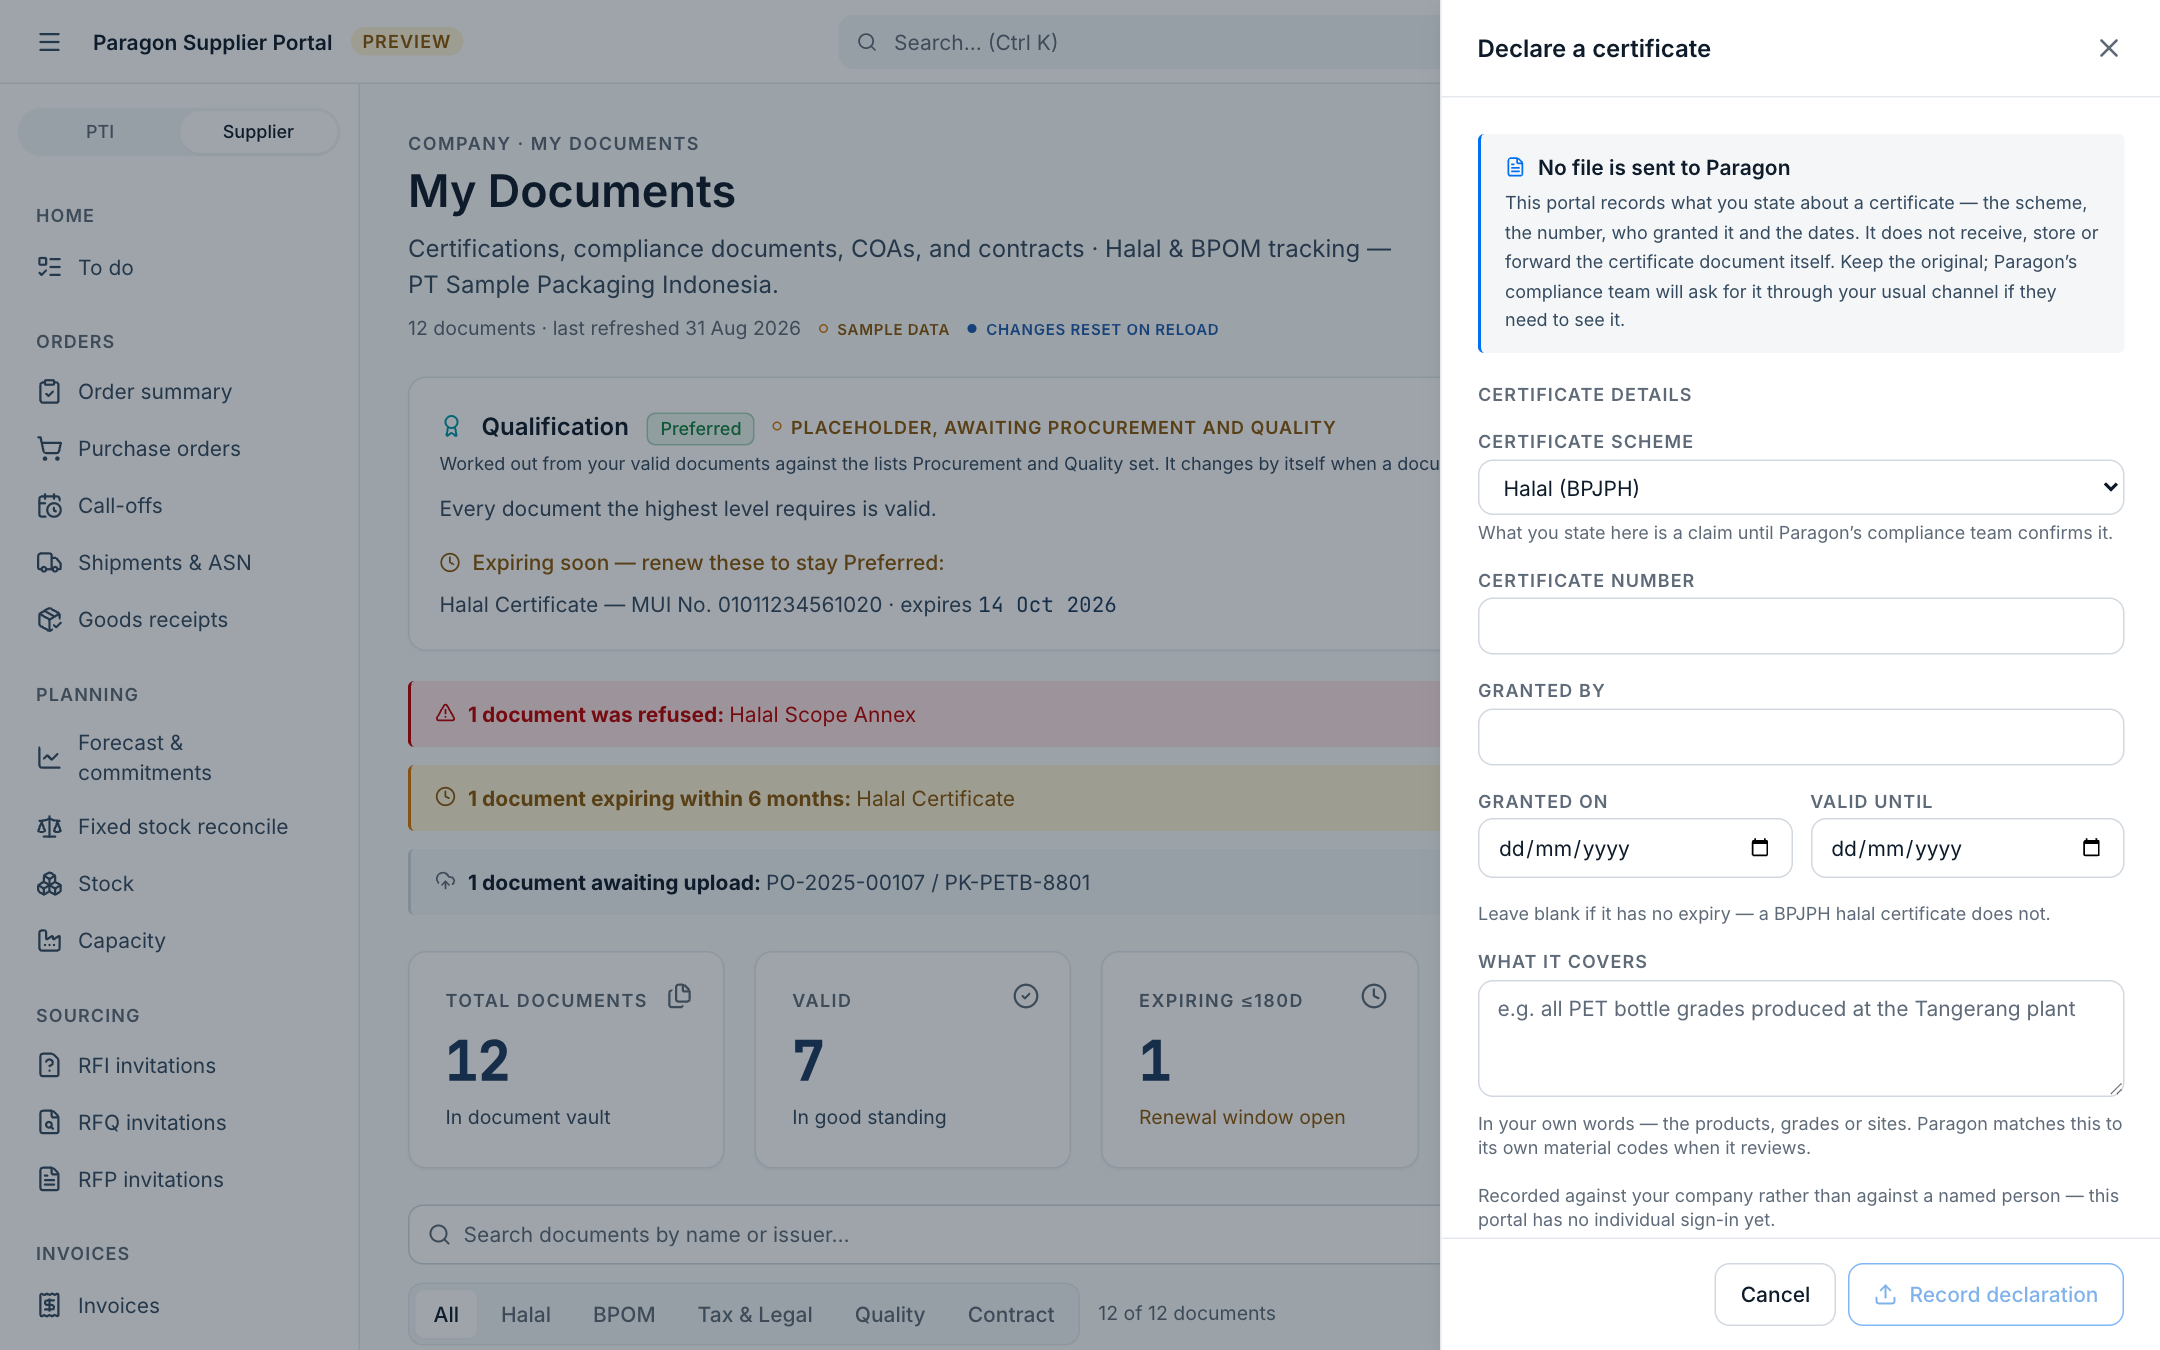 Paragon Supplier Portal PREVIEW
Search... (Ctrl K)
PTI Supplier
HOME
To do
ORDERS
Order summary
Purchase orders
Call-offs
Shipments & ASN
Goods receipts
PLANNING
Forecast &
commitments
Fixed stock reconcile
Stock
Capacity
SOURCING
RFI invitations
RFQ invitations
RFP invitations
INVOICES
Invoices
COMPANY · MY DOCUMENTS
My Documents
Certifications, compliance documents, COAs, and contracts · Halal & BPOM tracking —
PT Sample Packaging Indonesia.
12 documents · last refreshed 31 Aug 2026 SAMPLE DATA CHANGES RESET ON RELOAD
Qualification Preferred PLACEHOLDER, AWAITING PROCUREMENT AND QUALITY
Worked out from your valid documents against the lists Procurement and Quality set. It changes by itself when a docu
Every document the highest level requires is valid.
Expiring soon — renew these to stay Preferred:
Halal Certificate — MUI No. 01011234561020 · expires 14 Oct 2026
1 document was refused: Halal Scope Annex
1 document expiring within 6 months: Halal Certificate
1 document awaiting upload: PO-2025-00107 / PK-PETB-8801
TOTAL DOCUMENTS
12
In document vault
VALID
7
In good standing
EXPIRING ≤180D
1
Renewal window open
Search documents by name or issuer...
All Halal BPOM Tax & Legal Quality Contract 12 of 12 documents
Declare a certificate
No file is sent to Paragon
This portal records what you state about a certificate — the scheme,
the number, who granted it and the dates. It does not receive, store or
forward the certificate document itself. Keep the original; Paragon’s
compliance team will ask for it through your usual channel if they
need to see it.
CERTIFICATE DETAILS
CERTIFICATE SCHEME
Halal (BPJPH)
What you state here is a claim until Paragon’s compliance team confirms it.
CERTIFICATE NUMBER
GRANTED BY
GRANTED ON VALID UNTIL
dd/mm/yyyy dd/mm/yyyy
Leave blank if it has no expiry — a BPJPH halal certificate does not.
WHAT IT COVERS
e.g. all PET bottle grades produced at the Tangerang plant
In your own words — the products, grades or sites. Paragon matches this to
its own material codes when it reviews.
Recorded against your company rather than against a named person — this
portal has no individual sign-in yet.
Cancel Record declaration